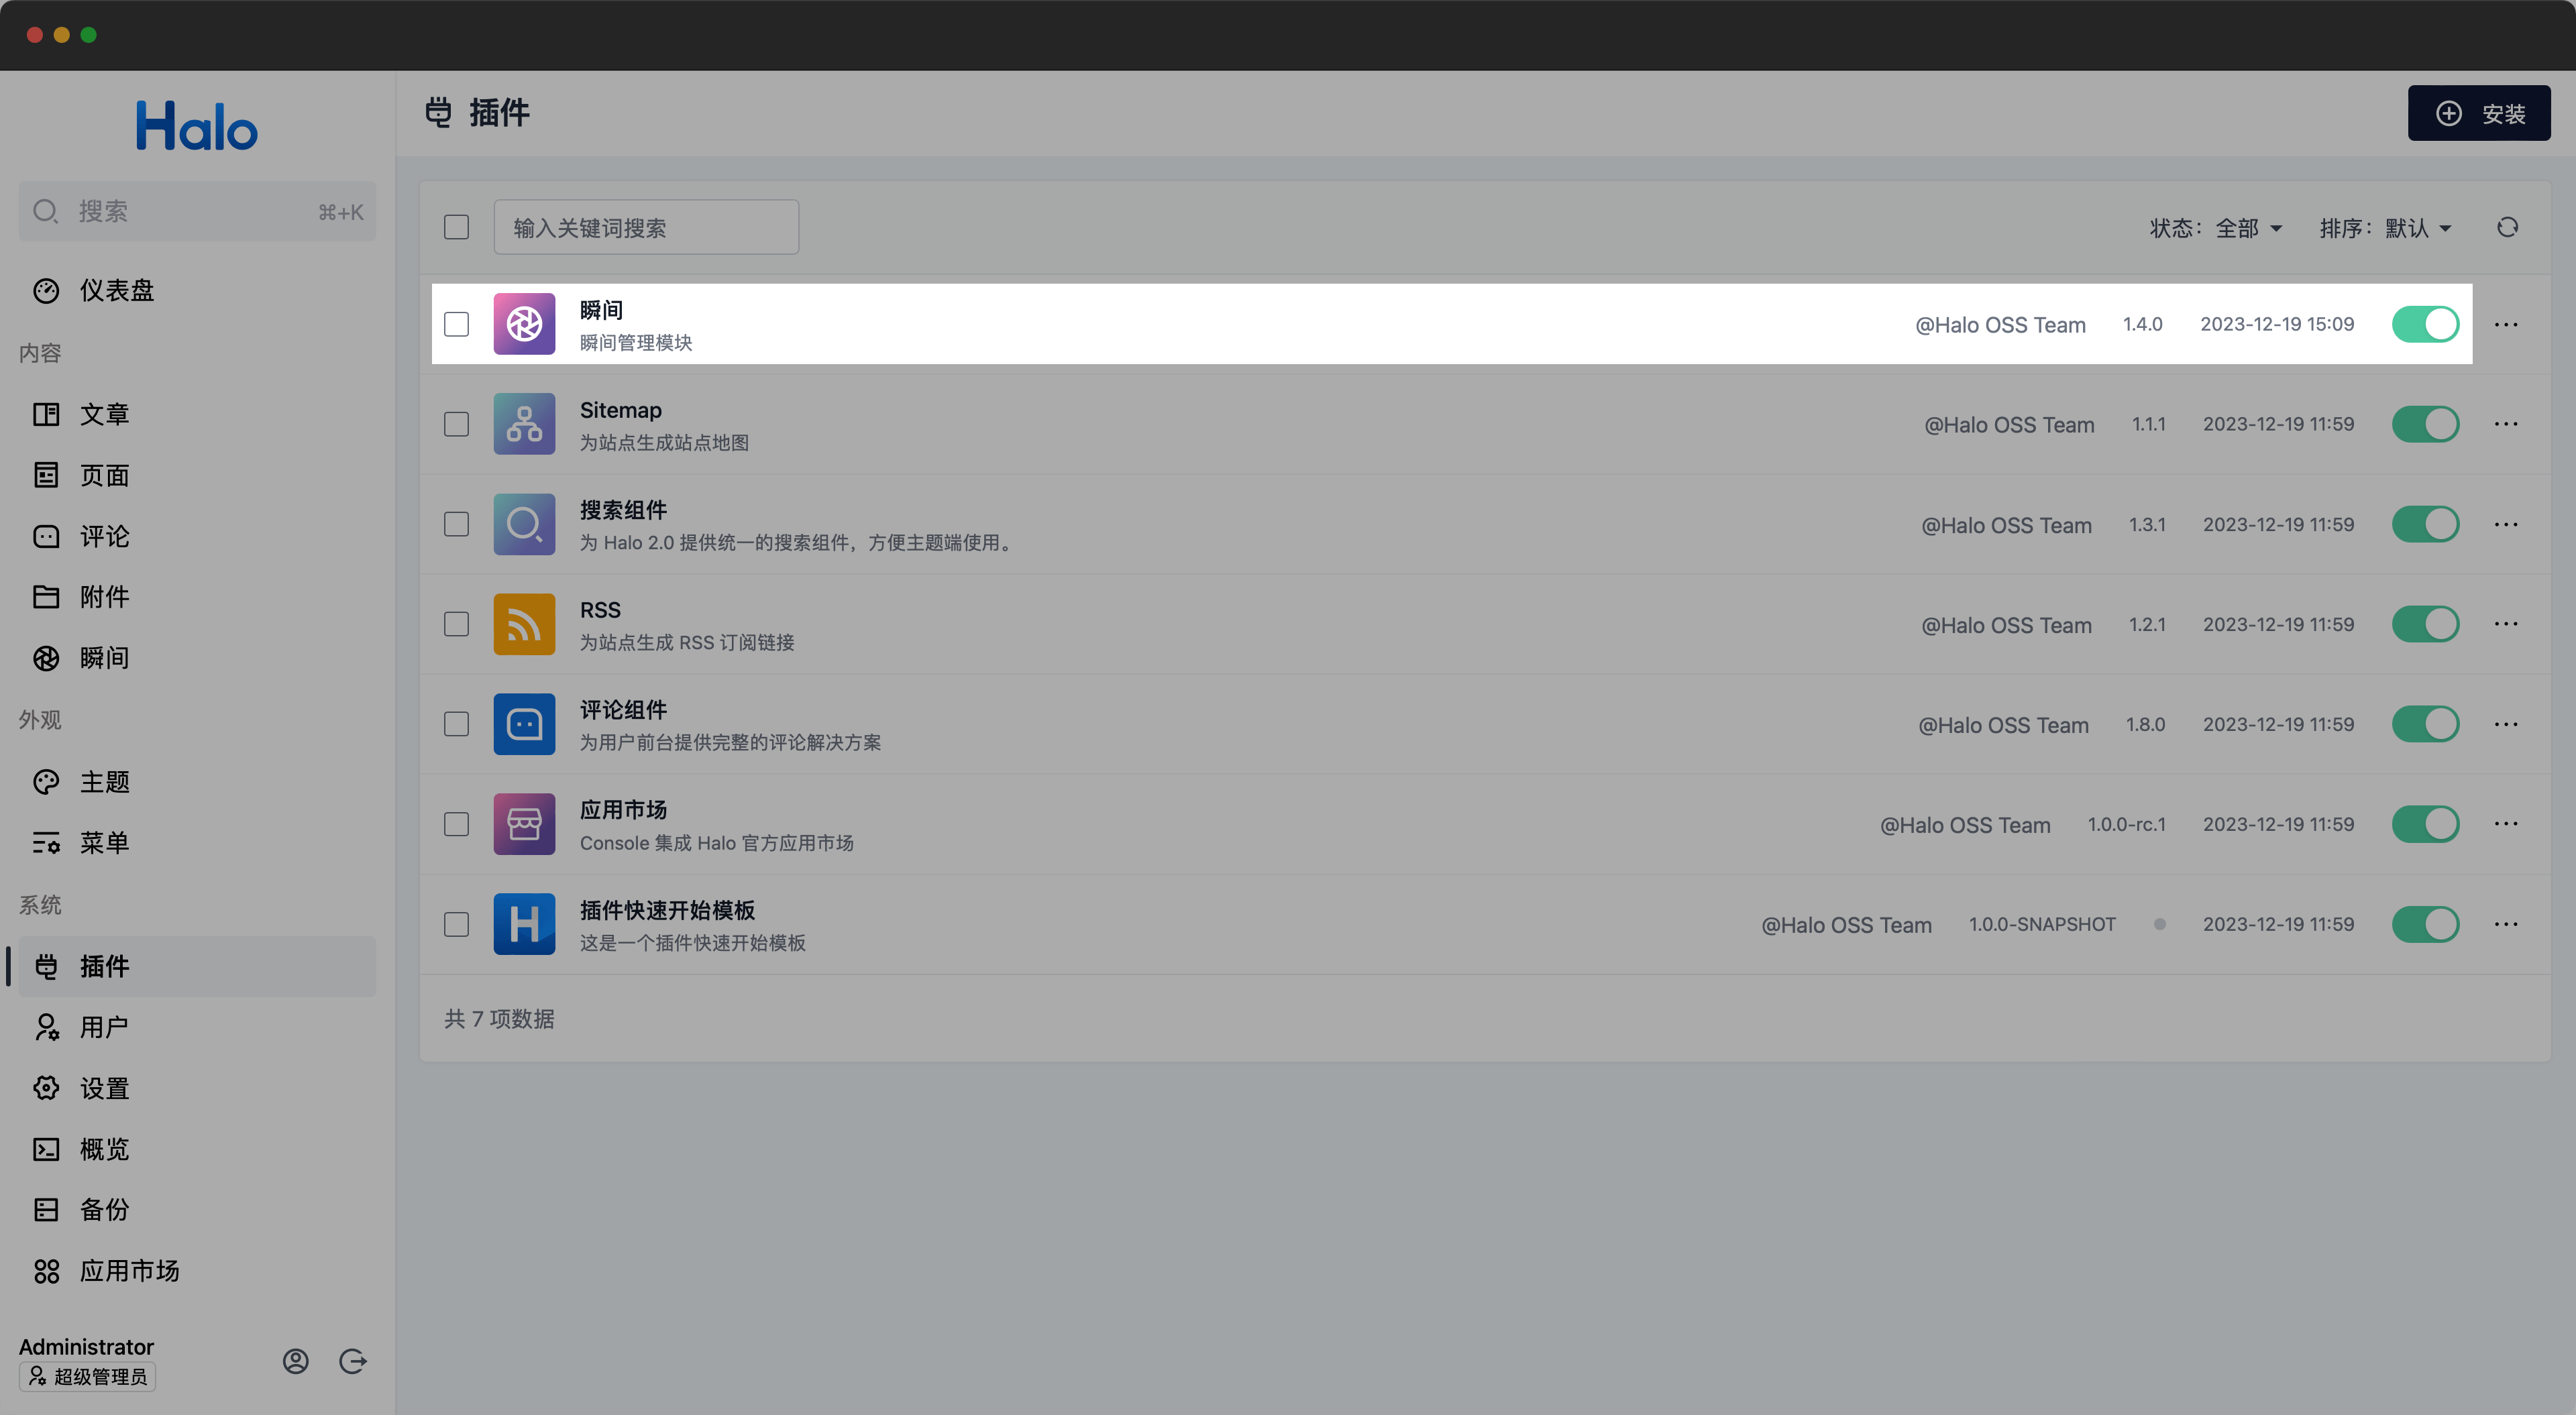 Halo
搜索 ⌘+K
仪表盘
内容
文章
页面
评论
附件
瞬间
外观
主题
菜单
系统
插件
用户
设置
概览
备份
应用市场
Administrator
超级管理员
插件
安装
输入关键词搜索 状态：全部 排序：默认
瞬间
瞬间管理模块
@Halo OSS Team 1.4.0 2023-12-19 15:09
Sitemap
为站点生成站点地图
@Halo OSS Team 1.1.1 2023-12-19 11:59
搜索组件
为 Halo 2.0 提供统一的搜索组件，方便主题端使用。
@Halo OSS Team 1.3.1 2023-12-19 11:59
RSS
为站点生成 RSS 订阅链接
@Halo OSS Team 1.2.1 2023-12-19 11:59
评论组件
为用户前台提供完整的评论解决方案
@Halo OSS Team 1.8.0 2023-12-19 11:59
应用市场
Console 集成 Halo 官方应用市场
@Halo OSS Team 1.0.0-rc.1 2023-12-19 11:59
插件快速开始模板
这是一个插件快速开始模板
@Halo OSS Team 1.0.0-SNAPSHOT 2023-12-19 11:59
共 7 项数据